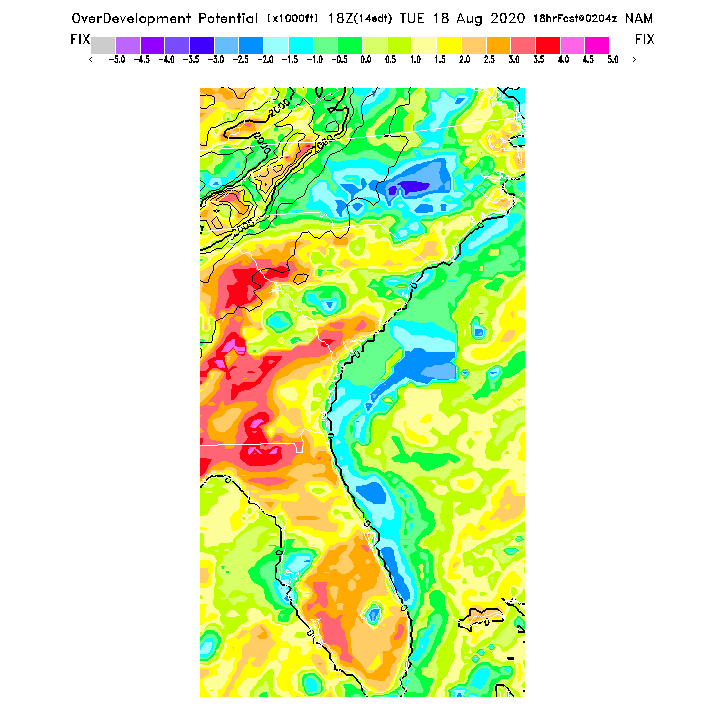 OverDevelopment Potential [x1000ft] 18Z(14edt) TUE 18 Aug 2020 18hrFcst@0204z NAM
FIX FIX
< -5.0 -4.5 -4.0 -3.5 -3.0 -2.5 -2.0 -1.5 -1.0 -0.5 0.0 0.5 1.0 1.5 2.0 2.5 3.0 3.5 4.0 4.5 5.0 >
2000
2000